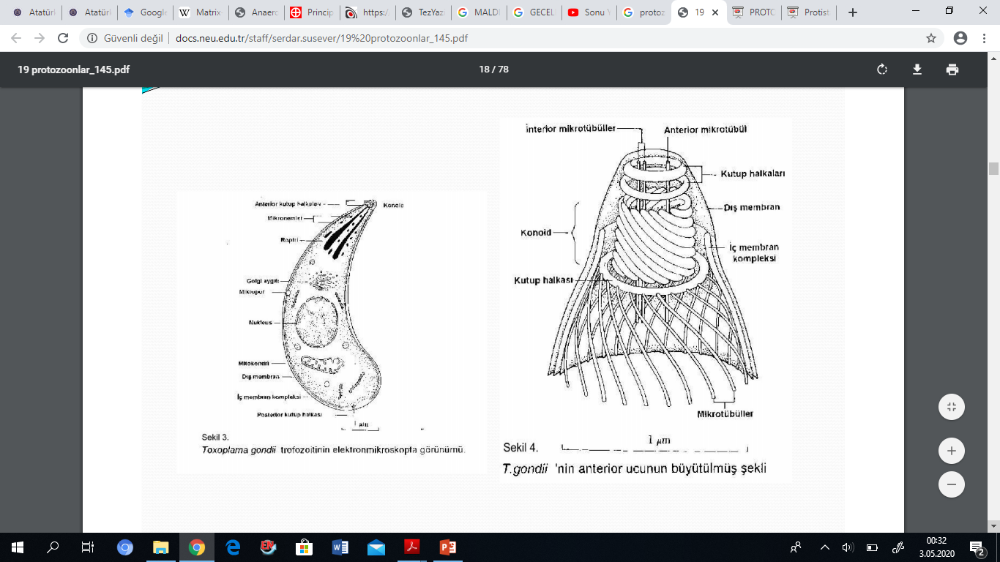 Atatürl
Atatürl
Google
Matrix
Anaero
Princip
https:/
TezYazı
MALDI
GECEL
Sonu Y
protoz
19
PROTO
Protist
Güvenli değil
docs.neu.edu.tr/staff/serdar.susever/19%20protozoonlar_145.pdf
19 protozoonlar_145.pdf
18 / 78
Anterior kutup halkaları
Konoid
Mikronemler
Roptri
Golgi aygıtı
Mikropor
Nukleus
Mitokondri
Dış membran
İç membran kompleksi
Posterior kutup halkası
1 µm
Sekil 3.
Toxoplama gondii trofozoitinin elektronmikroskopta görünümü.
İnterior mikrotübüller
Anterior mikrotübül
Kutup halkaları
Dış membran
Konoid
İç membran
kompleksi
Kutup halkası
Mikrotübüller
1 µm
Sekil 4.
T.gondii 'nin anterior ucunun büyütülmüş şekli
00:32
3.05.2020
2